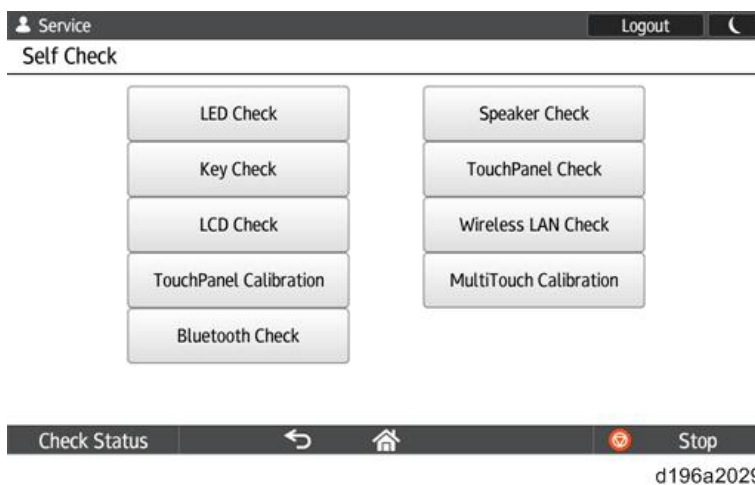 Service Logout
Self Check
LED Check Speaker Check
Key Check TouchPanel Check
LCD Check Wireless LAN Check
TouchPanel Calibration MultiTouch Calibration
Bluetooth Check
Check Status Stop
d196a2029